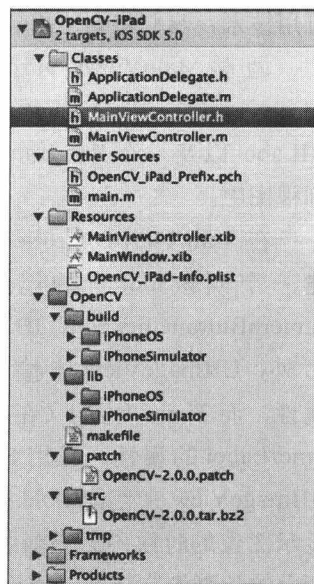 OpenCV-iPad
2 targets, iOS SDK 5.0
Classes
h ApplicationDelegate.h
m ApplicationDelegate.m
h MainViewController.h
m MainViewController.m
Other Sources
h OpenCV_iPad_Prefix.pch
m main.m
Resources
MainViewController.xib
MainWindow.xib
OpenCV_iPad-Info.plist
OpenCV
build
iPhoneOS
iPhoneSimulator
lib
iPhoneOS
iPhoneSimulator
makefile
patch
OpenCV-2.0.0.patch
src
OpenCV-2.0.0.tar.bz2
tmp
Frameworks
Products